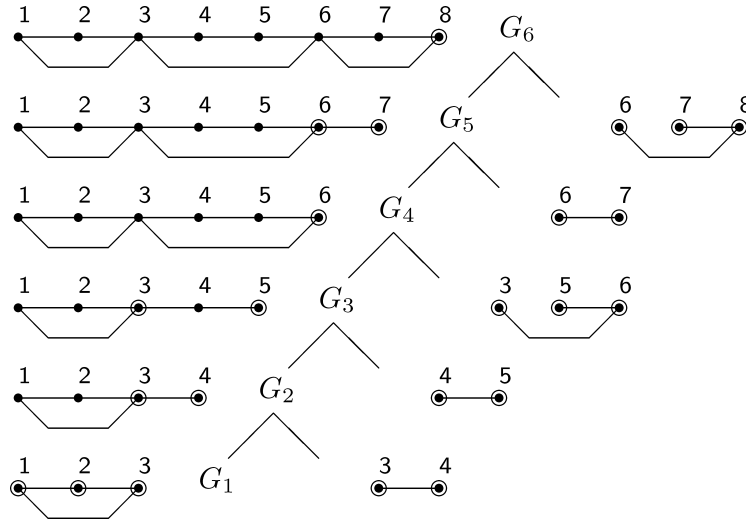 1 2 3 4 5 6 7 8 G₆
1 2 3 4 5 6 7 G₅ 6 7 8
1 2 3 4 5 6 G₄ 6 7
1 2 3 4 5 G₃ 3 5 6
1 2 3 4 G₂ 4 5
1 2 3 G₁ 3 4